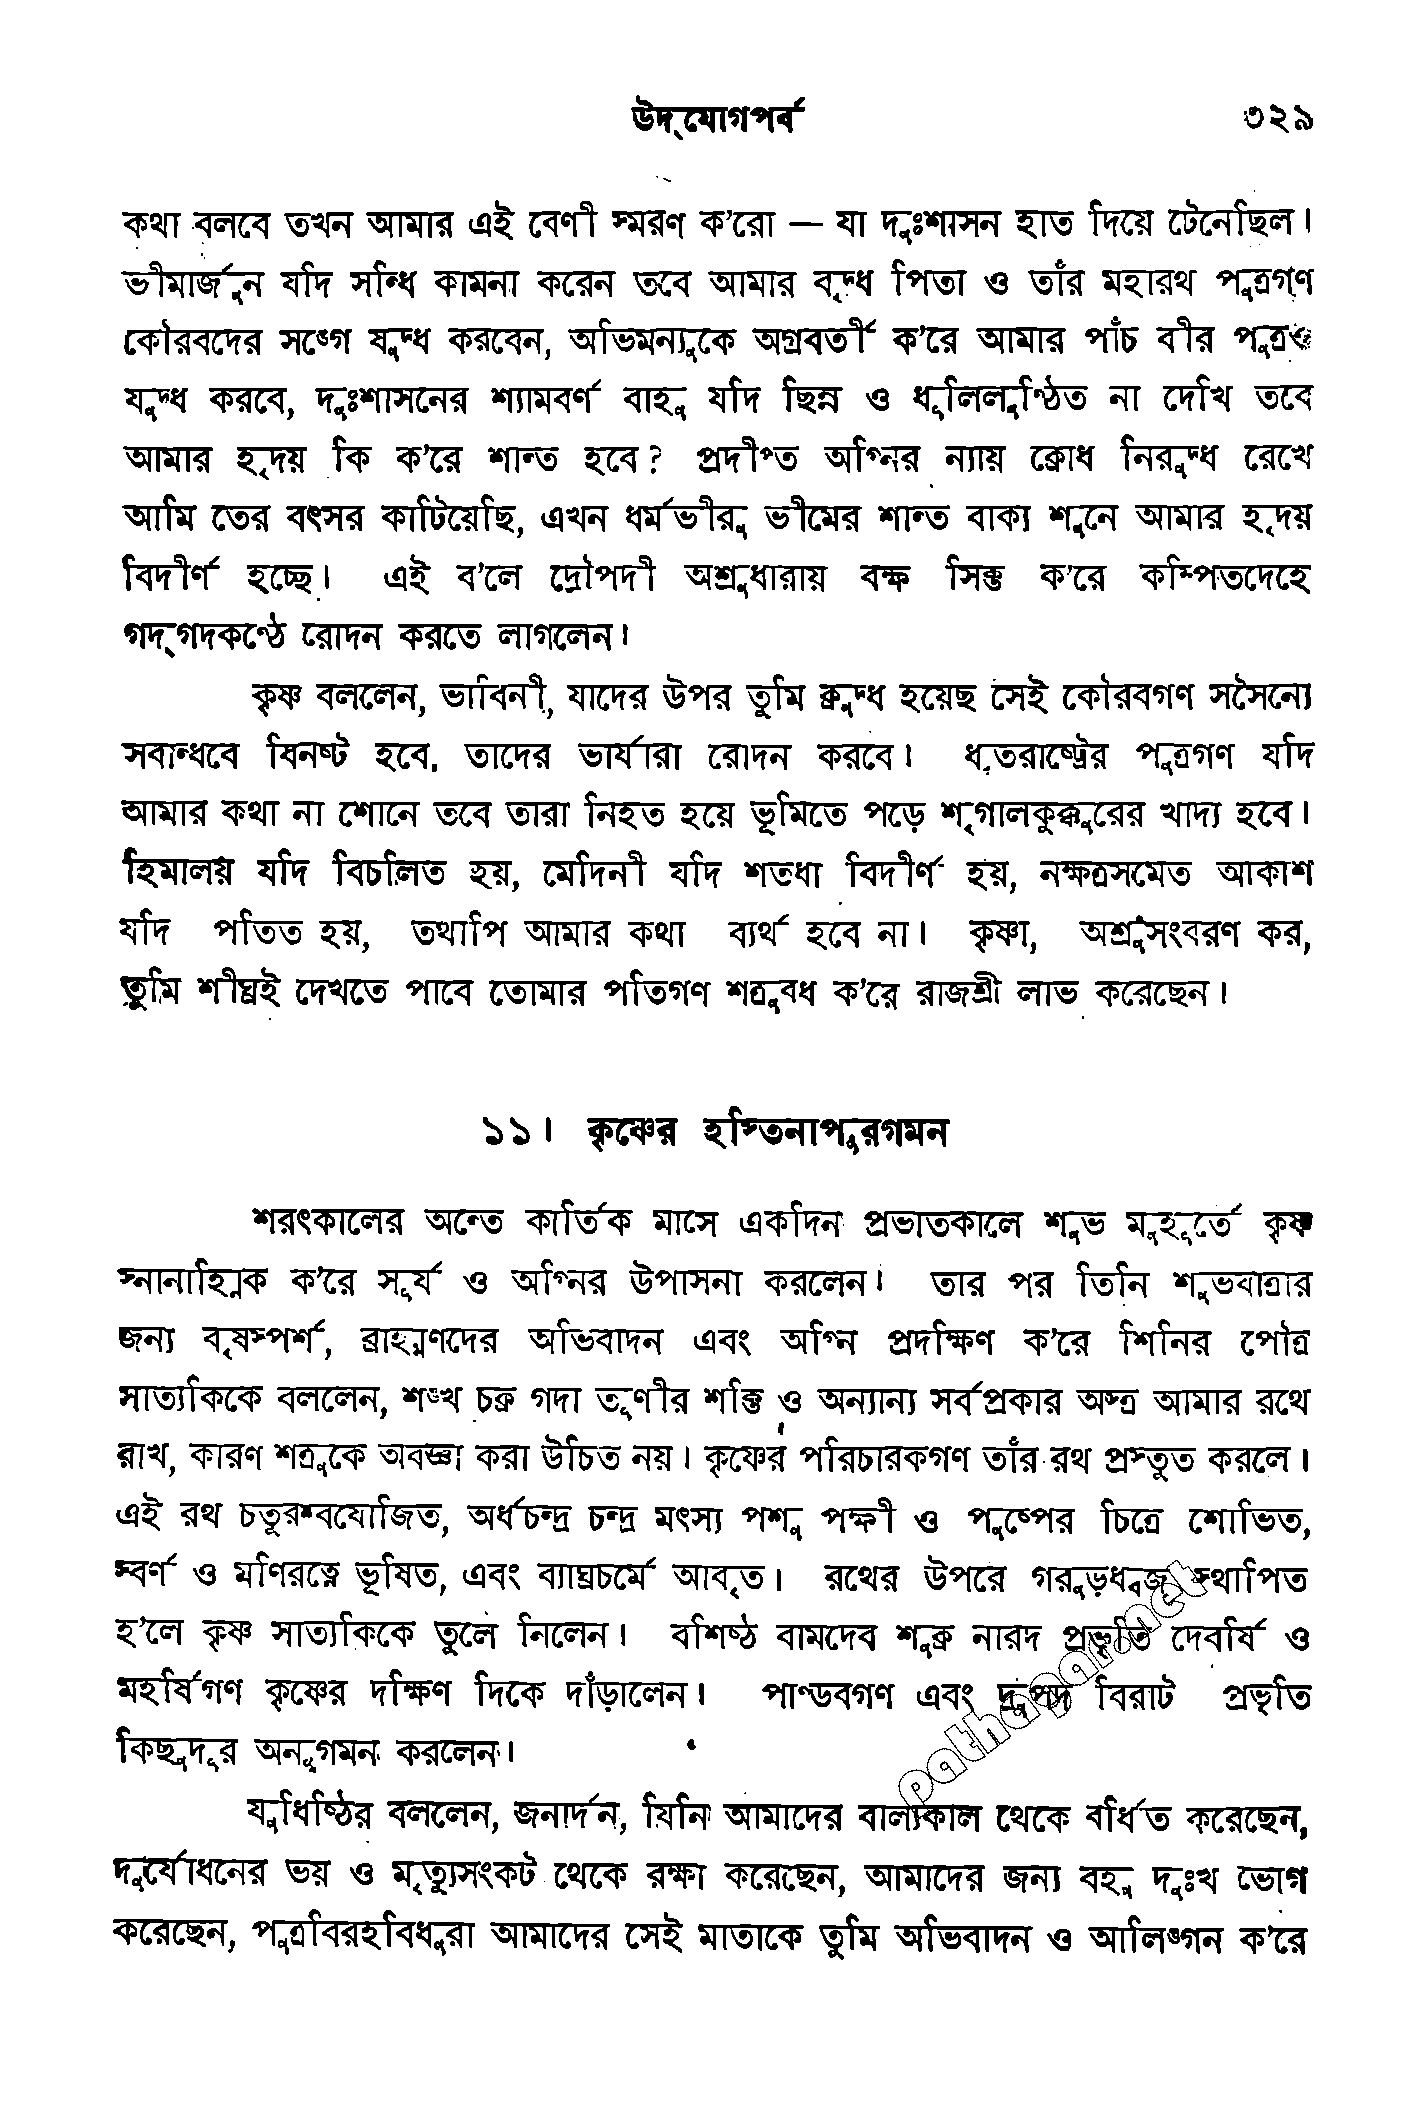 উদ্‌যোগপর্ব ৩২৯
কথা বলবে তখন আমার এই বেণী স্মরণ ক'রো — যা দুঃশাসন হাত দিয়ে টেনেছিল।
ভীমার্জুন যদি সন্ধি কামনা করেন তবে আমার বৃদ্ধ পিতা ও তাঁর মহারথ পুত্রগণ
কৌরবদের সঙ্গে যুদ্ধ করবেন, অভিমন্যুকে অগ্রবর্তী ক'রে আমার পাঁচ বীর পুত্রও
যুদ্ধ করবে, দুঃশাসনের শ্যামবর্ণ বাহু যদি ছিন্ন ও ধূলিলুণ্ঠিত না দেখি তবে
আমার হৃদয় কি ক'রে শান্ত হবে? প্রদীপ্ত অগ্নির ন্যায় ক্রোধ নিরুদ্ধ রেখে
আমি তের বৎসর কাটিয়েছি, এখন ধর্মভীরু ভীমের শান্ত বাক্য শুনে আমার হৃদয়
বিদীর্ণ হচ্ছে। এই ব'লে দ্রৌপদী অশ্রুধারায় বক্ষ সিক্ত ক'রে কম্পিতদেহে
গদ্‌গদকণ্ঠে রোদন করতে লাগলেন।
কৃষ্ণ বললেন, ভাবিনী, যাদের উপর তুমি ক্রুদ্ধ হয়েছ সেই কৌরবগণ সসৈন্যে
সবান্ধবে বিনষ্ট হবে, তাদের ভার্যারা রোদন করবে। ধৃতরাষ্ট্রের পুত্রগণ যদি
আমার কথা না শোনে তবে তারা নিহত হয়ে ভূমিতে পড়ে শৃগালকুক্কুরের খাদ্য হবে।
হিমালয় যদি বিচলিত হয়, মেদিনী যদি শতধা বিদীর্ণ হয়, নক্ষত্রসমেত আকাশ
যদি পতিত হয়, তথাপি আমার কথা ব্যর্থ হবে না। কৃষ্ণা, অশ্রুসংবরণ কর,
তুমি শীঘ্রই দেখতে পাবে তোমার পতিগণ শত্রুবধ ক'রে রাজশ্রী লাভ করেছেন।
১১। কৃষ্ণের হস্তিনাপুরগমন
শরৎকালের অন্তে কার্তিক মাসে একদিন প্রভাতকালে শুভ মুহূর্তে কৃষ্ণ
স্নানাহ্নিক ক'রে সূর্য ও অগ্নির উপাসনা করলেন। তার পর তিনি শুভযাত্রার
জন্য বৃষস্পর্শ, ব্রাহ্মণদের অভিবাদন এবং অগ্নি প্রদক্ষিণ ক'রে শিনির পৌত্র
সাত্যকিকে বললেন, শঙ্খ চক্র গদা তূণীর শক্তি ও অন্যান্য সর্বপ্রকার অস্ত্র আমার রথে
রাখ, কারণ শত্রুকে অবজ্ঞা করা উচিত নয়। কৃষ্ণের পরিচারকগণ তাঁর রথ প্রস্তুত করলে।
এই রথ চতুরশ্বযোজিত, অর্ধচন্দ্র চন্দ্র মৎস্য পশু পক্ষী ও পুষ্পের চিত্রে শোভিত,
স্বর্ণ ও মণিরত্নে ভূষিত, এবং ব্যাঘ্রচর্মে আবৃত। রথের উপরে গরুড়ধ্বজ স্থাপিত
হ'লে কৃষ্ণ সাত্যকিকে তুলে নিলেন। বশিষ্ঠ বামদেব শুক্র নারদ প্রভৃতি দেবর্ষি ও
মহর্ষিগণ কৃষ্ণের দক্ষিণ দিকে দাঁড়ালেন। পাণ্ডবগণ এবং দ্রুপদ বিরাট প্রভৃতি
কিছুদূর অনুগমন করলেন।
যুধিষ্ঠির বললেন, জনার্দন, যিনি আমাদের বাল্যকাল থেকে বর্ধিত করেছেন,
দুর্যোধনের ভয় ও মৃত্যুসংকট থেকে রক্ষা করেছেন, আমাদের জন্য বহু দুঃখ ভোগ
করেছেন, পুত্রবিরহবিধুরা আমাদের সেই মাতাকে তুমি অভিবাদন ও আলিঙ্গন ক'রে
pathagar.net